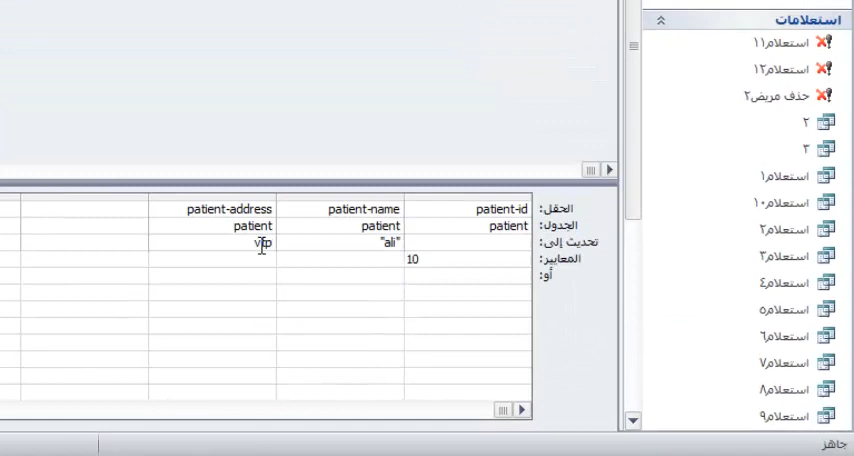 استعلامات
استعلام١١
استعلام١٢
حذف مريض٢
٢
٣
استعلام١
استعلام١٠
استعلام٢
استعلام٣
استعلام٤
استعلام٥
استعلام٦
استعلام٧
استعلام٨
استعلام٩
الحقل: patient-id patient-name patient-address
الجدول: patient patient patient
تحديث إلى: "ali"
المعايير: 10
أو:
جاهز